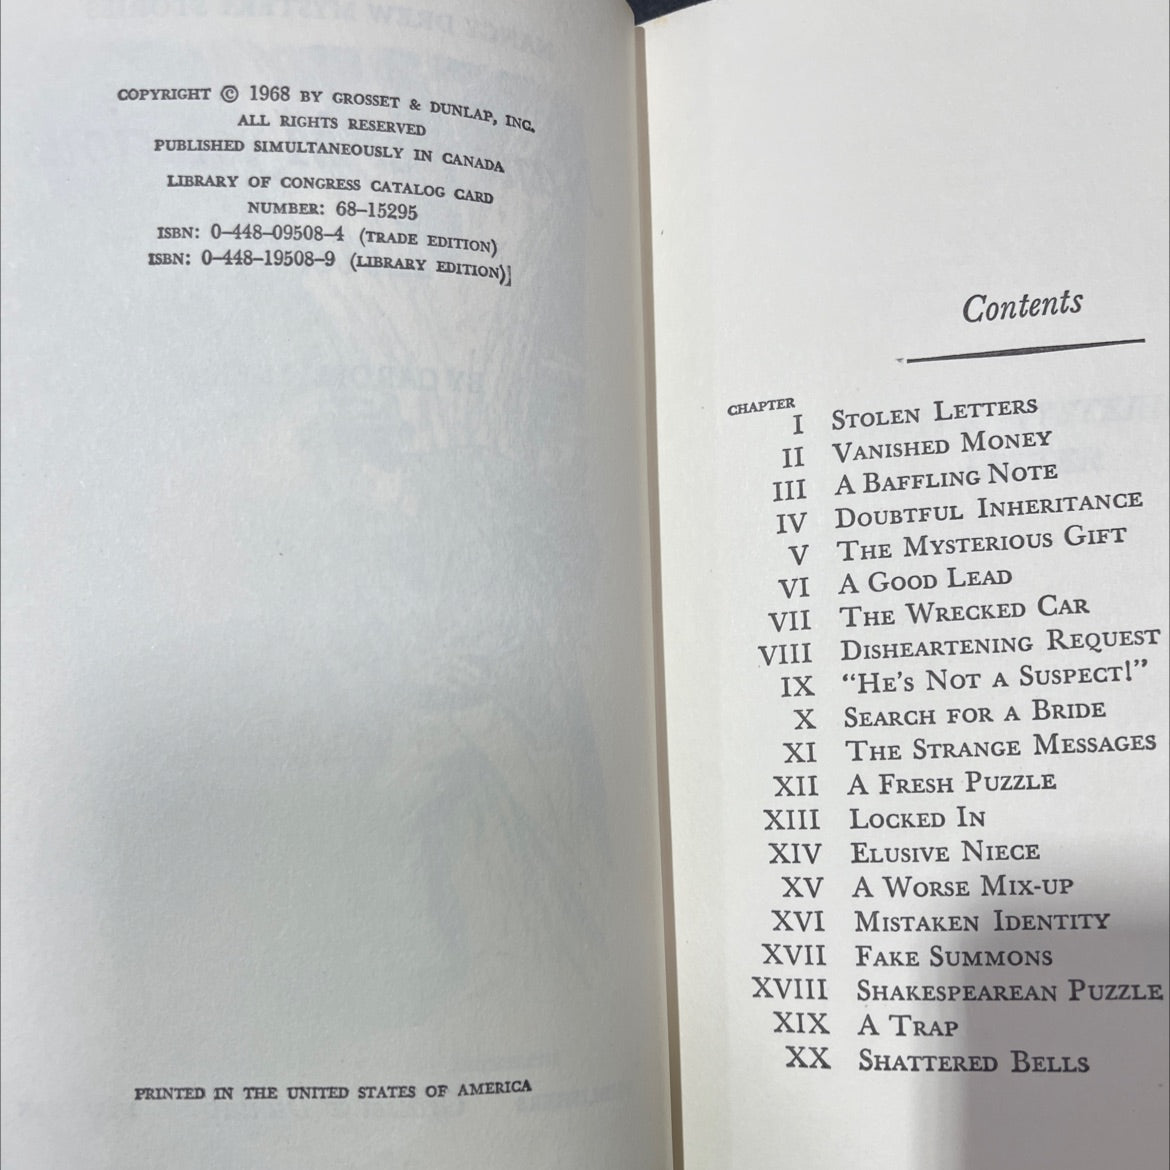 COPYRIGHT © 1968 BY GROSSET & DUNLAP, INC.
ALL RIGHTS RESERVED
PUBLISHED SIMULTANEOUSLY IN CANADA
LIBRARY OF CONGRESS CATALOG CARD
NUMBER: 68–15295
ISBN: 0–448–09508–4 (TRADE EDITION)
ISBN: 0–448–19508–9 (LIBRARY EDITION)]
PRINTED IN THE UNITED STATES OF AMERICA
Contents
CHAPTER
I STOLEN LETTERS
II VANISHED MONEY
III A BAFFLING NOTE
IV DOUBTFUL INHERITANCE
V THE MYSTERIOUS GIFT
VI A GOOD LEAD
VII THE WRECKED CAR
VIII DISHEARTENING REQUEST
IX “HE’S NOT A SUSPECT!”
X SEARCH FOR A BRIDE
XI THE STRANGE MESSAGES
XII A FRESH PUZZLE
XIII LOCKED IN
XIV ELUSIVE NIECE
XV A WORSE MIX-UP
XVI MISTAKEN IDENTITY
XVII FAKE SUMMONS
XVIII SHAKESPEAREAN PUZZLE
XIX A TRAP
XX SHATTERED BELLS